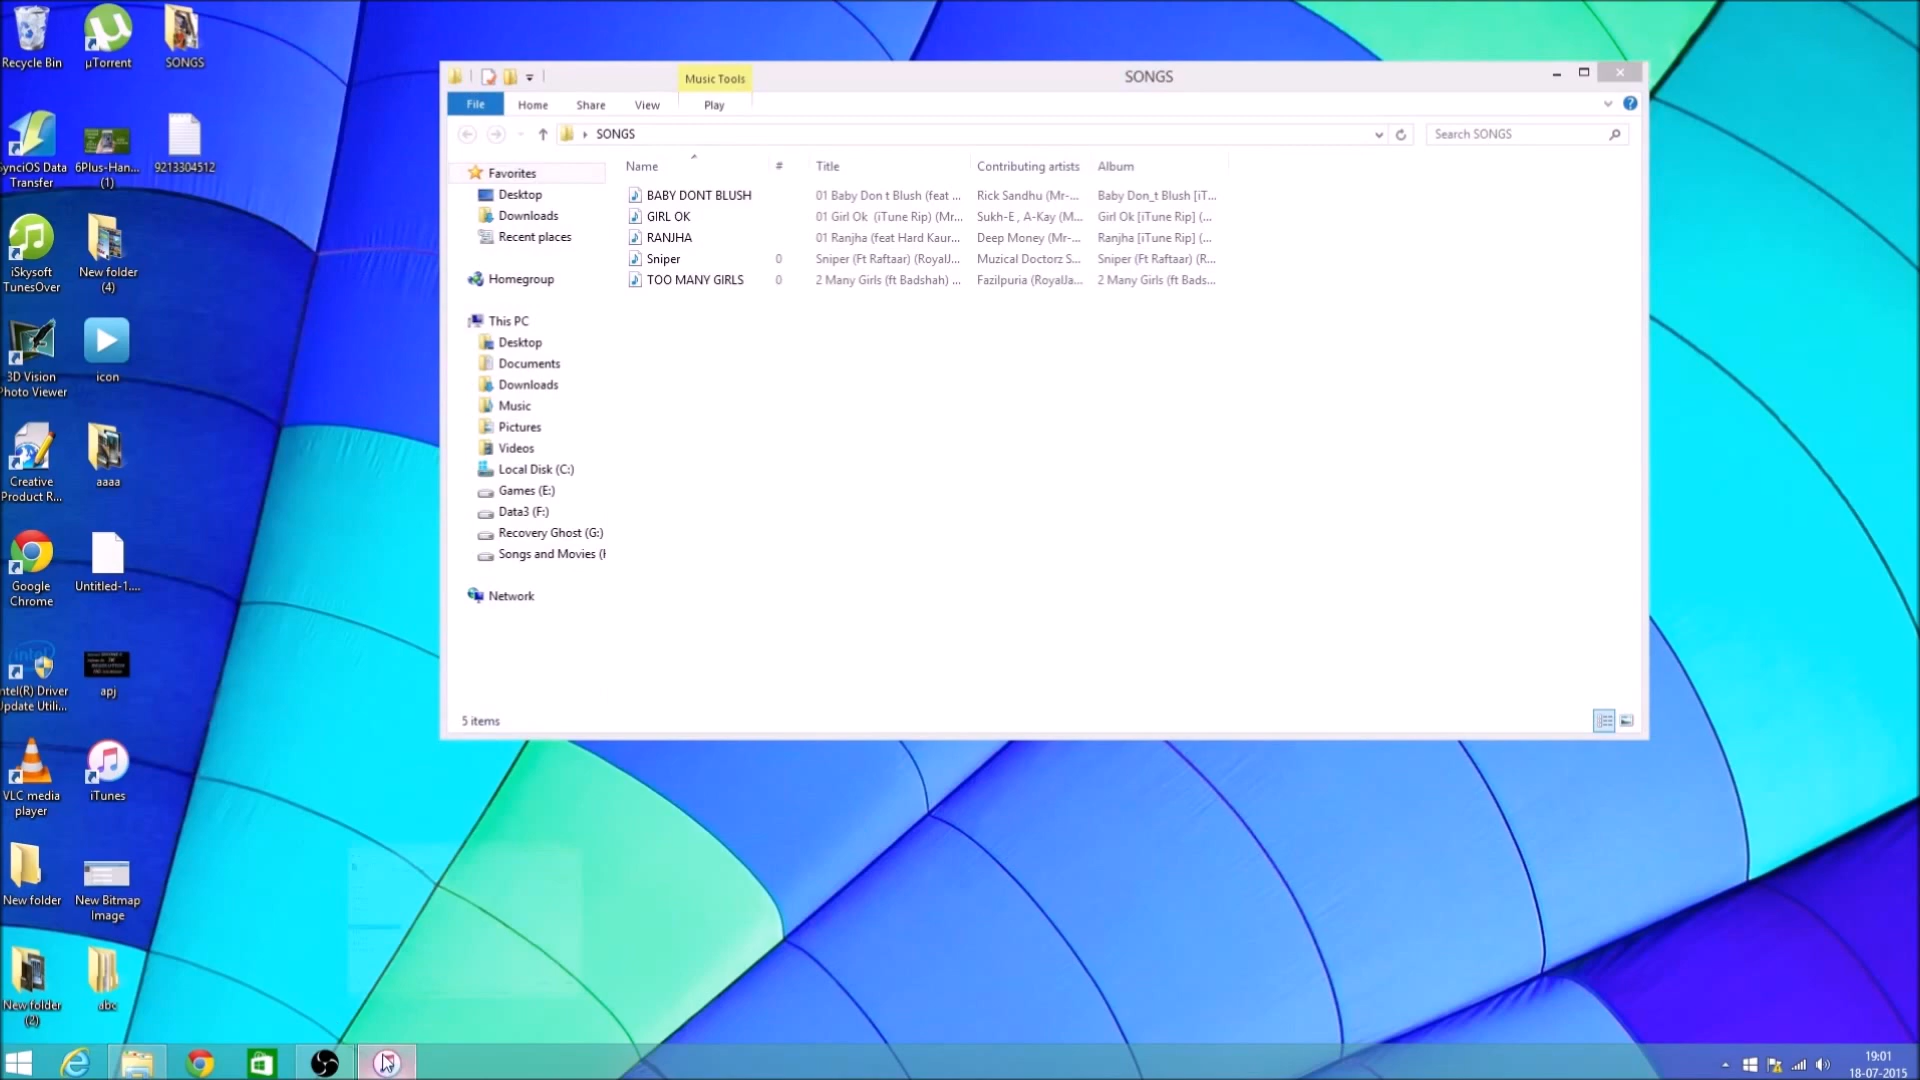 Recycle Bin
µTorrent
SONGS
SynciOS Data
Transfer
6Plus-Han...
(1)
9213304512
iSkysoft
TunesOver
New folder
(4)
3D Vision
Photo Viewer
icon
Creative
Product R...
aaaa
Google
Chrome
Untitled-1....
intel
Intel(R) Driver
Update Utili...
apj
VLC media
player
iTunes
New folder
New Bitmap
Image
New folder
(2)
abc
Music Tools
SONGS
File
Home
Share
View
Play
SONGS
Search SONGS
Favorites
Desktop
Downloads
Recent places
Homegroup
This PC
Desktop
Documents
Downloads
Music
Pictures
Videos
Local Disk (C:)
Games (E:)
Data3 (F:)
Recovery Ghost (G:)
Songs and Movies (
Network
Name # Title Contributing artists Album
BABY DONT BLUSH 01 Baby Don t Blush (feat ... Rick Sandhu (Mr-... Baby Don_t Blush [iT...
GIRL OK 01 Girl Ok (iTune Rip) (Mr... Sukh-E , A-Kay (M... Girl Ok [iTune Rip] (...
RANJHA 01 Ranjha (feat Hard Kaur... Deep Money (Mr-... Ranjha [iTune Rip] (...
Sniper 0 Sniper (Ft Raftaar) (RoyalJ... Muzical Doctorz S... Sniper (Ft Raftaar) (R...
TOO MANY GIRLS 0 2 Many Girls (ft Badshah) ... Fazilpuria (RoyalJa... 2 Many Girls (ft Bads...
5 items
19:01
18-07-2015